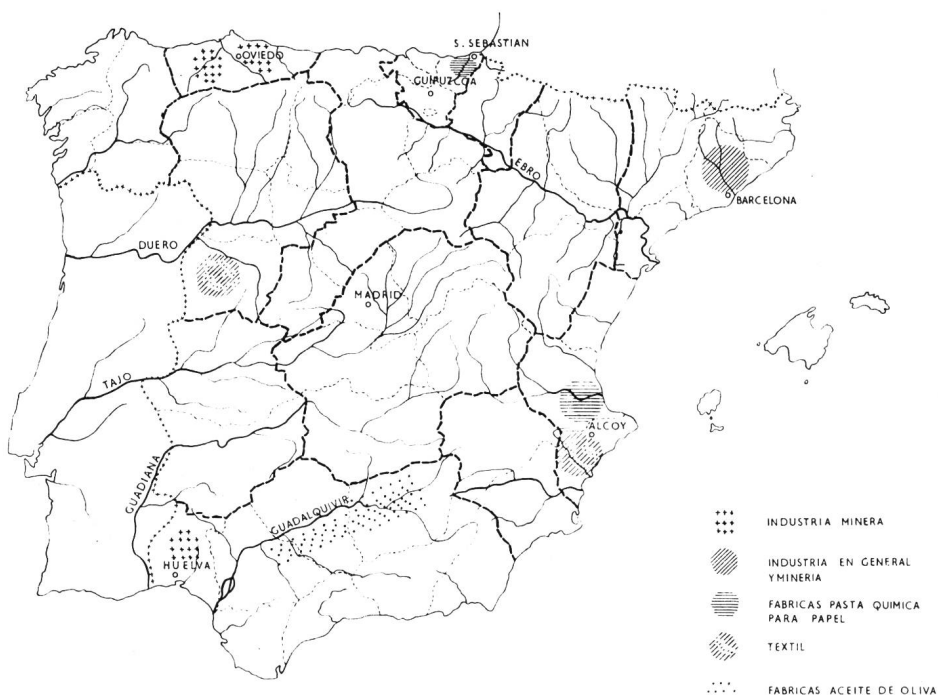 S. SEBASTIAN
OVIEDO
GUIPUZCOA
EBRO
BARCELONA
DUERO
MADRID
TAJO
ALCOY
GUADIANA
GUADALQUIVIR
HUELVA
INDUSTRIA MINERA
INDUSTRIA EN GENERAL
Y MINERIA
FABRICAS PASTA QUIMICA
PARA PAPEL
TEXTIL
FABRICAS ACEITE DE OLIVA